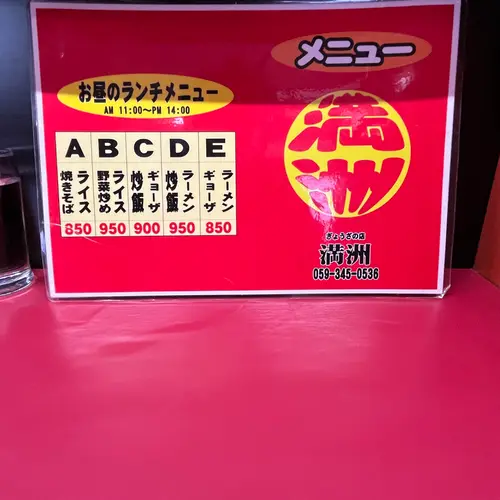 メニュー
お昼のランチメニュー
AM 11:00〜PM 14:00
A B C D E
焼きそば ライス
野菜炒め ライス
炒飯 ギョーザ
炒飯 ラーメン
ギョーザ ラーメン
850 950 900 950 850
満洲
ぎょうざの店
満洲
059-345-0536